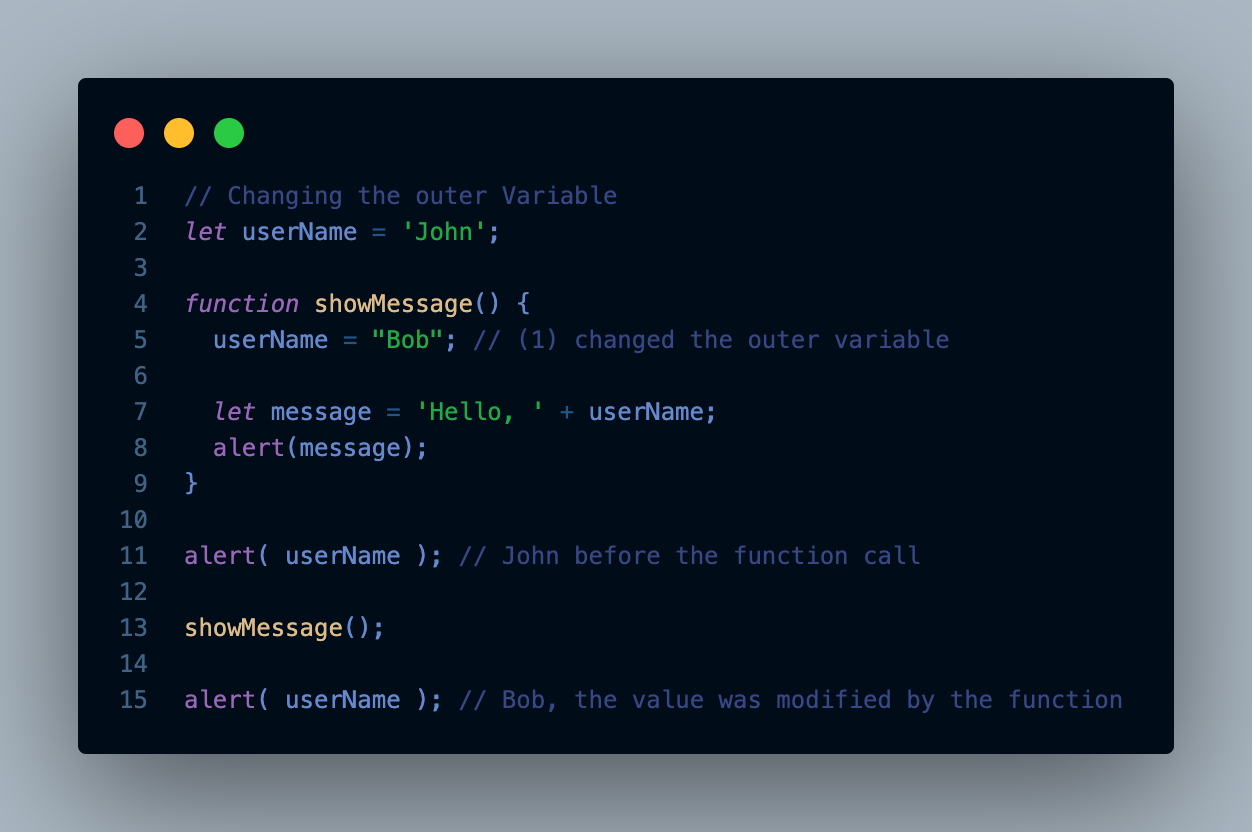 1 // Changing the outer Variable
2 let userName = 'John';
3
4 function showMessage() {
5   userName = "Bob"; // (1) changed the outer variable
6
7   let message = 'Hello, ' + userName;
8   alert(message);
9 }
10
11 alert( userName ); // John before the function call
12
13 showMessage();
14
15 alert( userName ); // Bob, the value was modified by the function